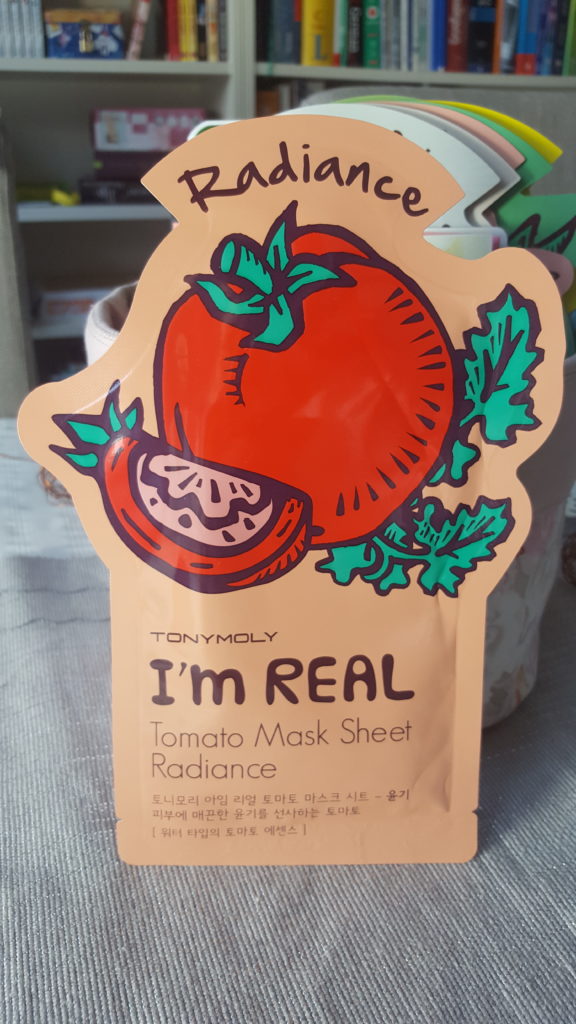 Radiance
TONYMOLY
I'm REAL
Tomato Mask Sheet
Radiance
토니모리 아임 리얼 토마토 마스크 시트 – 윤기
피부에 매끈한 윤기를 선사하는 토마토
[ 워터 타입의 토마토 에센스 ]